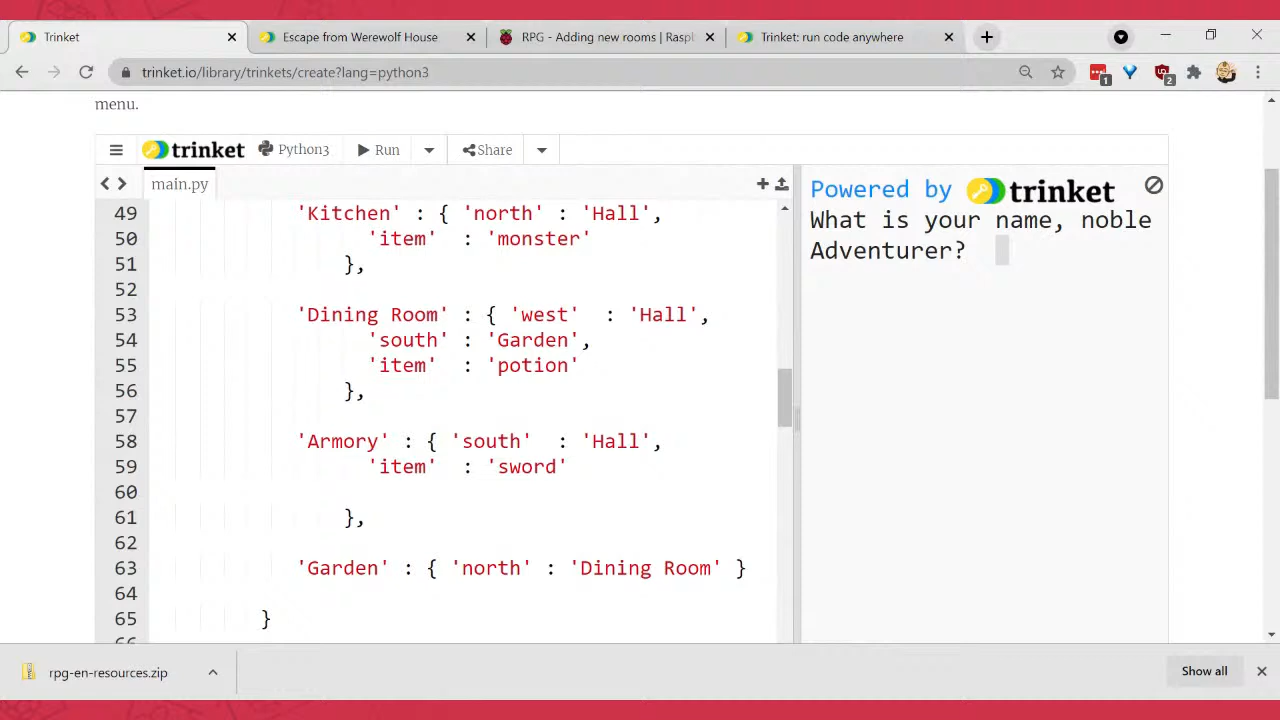 Trinket
Escape from Werewolf House
RPG - Adding new rooms | Raspl
Trinket: run code anywhere
trinket.io/library/trinkets/create?lang=python3
1
2
menu.
trinket
Python3
Run
Share
main.py
49 'Kitchen' : { 'north' : 'Hall',
50 'item' : 'monster'
51 },
52
53 'Dining Room' : { 'west' : 'Hall',
54 'south' : 'Garden',
55 'item' : 'potion'
56 },
57
58 'Armory' : { 'south' : 'Hall',
59 'item' : 'sword'
60
61 },
62
63 'Garden' : { 'north' : 'Dining Room' }
64
65 }
Powered by trinket
What is your name, noble
Adventurer?
rpg-en-resources.zip
Show all